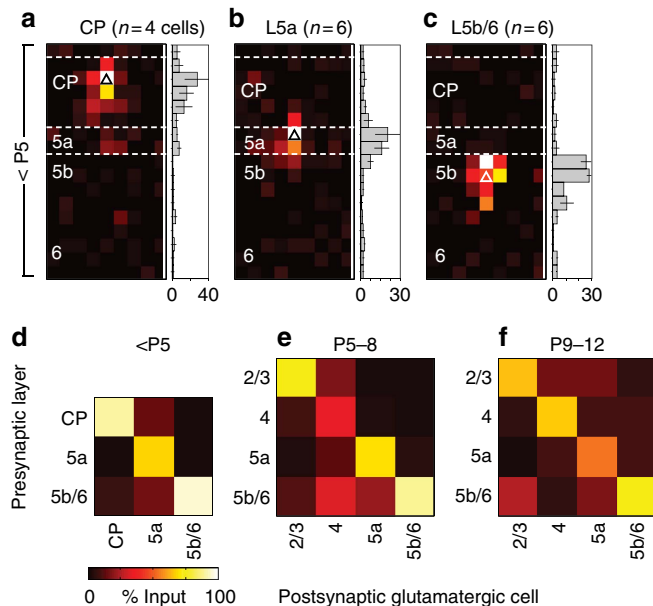 a CP (n = 4 cells) b L5a (n = 6) c L5b/6 (n = 6)
< P5
CP
5a
5b
6
0 40
CP
5a
5b
6
0 30
CP
5a
5b
6
0 30
d <P5 e P5–8 f P9–12
Presynaptic layer
CP
5a
5b/6
CP 5a 5b/6
2/3
4
5a
5b/6
2/3 4 5a 5b/6
2/3
4
5a
5b/6
2/3 4 5a 5b/6
0 % Input 100
Postsynaptic glutamatergic cell